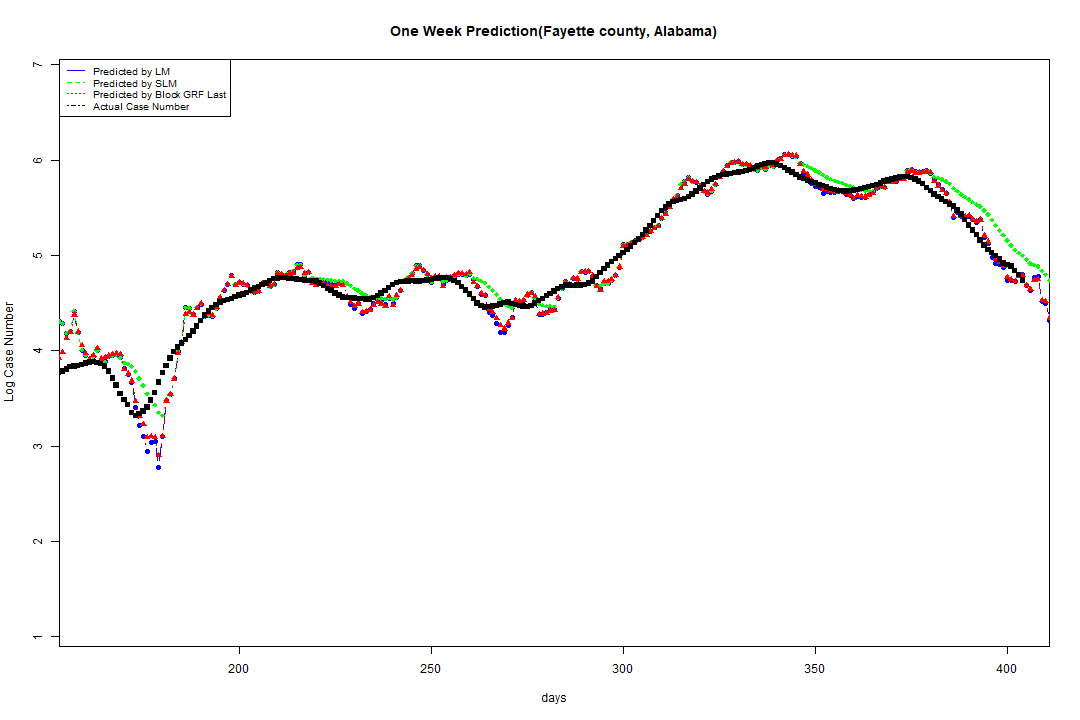 One Week Prediction(Fayette county, Alabama)
Predicted by LM
Predicted by SLM
Predicted by Block GRF Last
Actual Case Number
7
6
5
4
3
2
1
Log Case Number
200 250 300 350 400
days